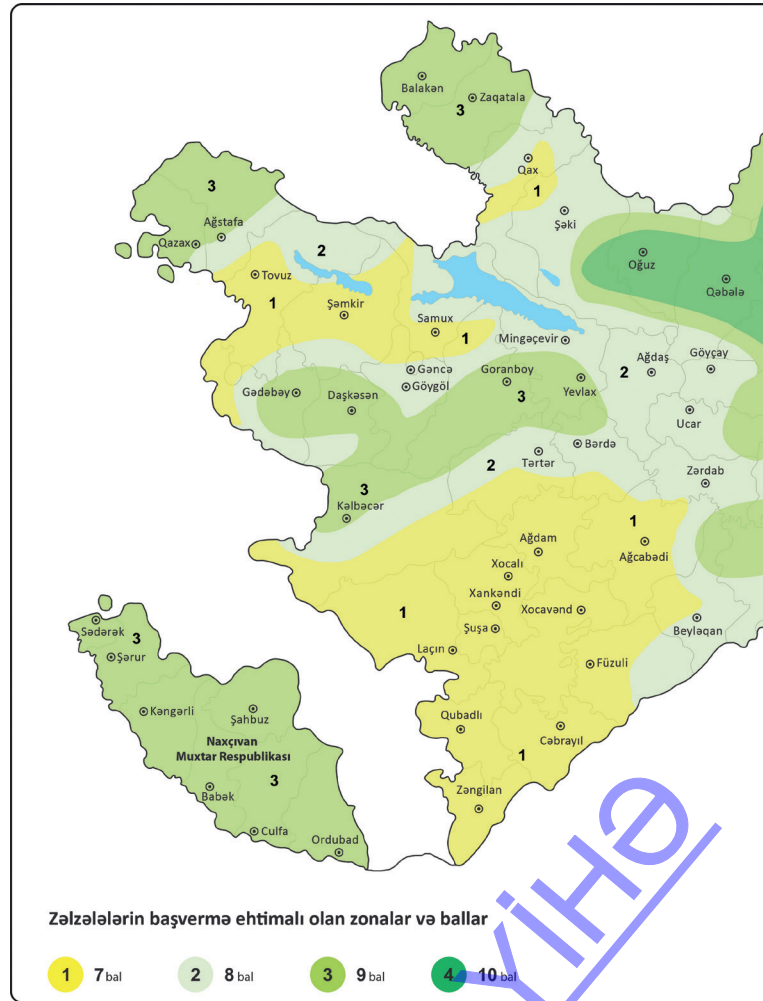 Balakən
Zaqatala
3
Qax
1
3
Ağstafa
Qazax
Şəki
2
Oğuz
Qəbələ
Tovuz
1
Şəmkir
Samux
1
Mingəçevir
Gəncə
Göygöl
Goranboy
Yevlax
3
2
Ağdaş
Göyçay
Gədəbəy
Daşkəsən
Ucar
Bərdə
Tərtər
2
Zərdab
3
Kəlbəcər
1
Ağdam
Ağcabədi
Xocalı
Xankəndi
1
Xocavənd
Şuşa
Beyləqan
Laçın
Füzuli
Sədərək
3
Şərur
Kəngərli
Şahbuz
Qubadlı
Cəbrayıl
Naxçıvan
Muxtar Respublikası
3
1
Babək
Zəngilan
Culfa
Ordubad
YİHƏ
Zəlzələlərin başvermə ehtimalı olan zonalar və ballar
1 7 bal 2 8 bal 3 9 bal 4 10 bal